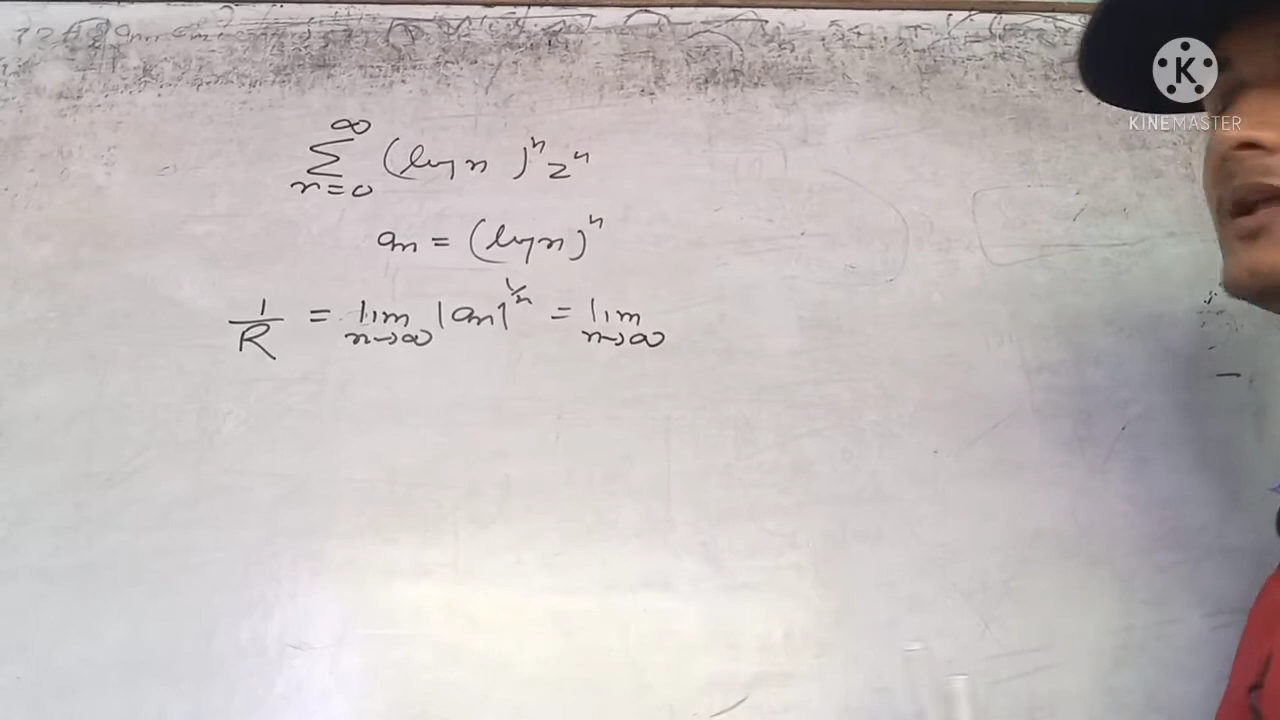 ∞
Σ (log n)ⁿ zⁿ
n=0
aₙ = (log n)ⁿ
1/R = lim n→∞ |aₙ|^1/n = lim n→∞
K
KINEMASTER